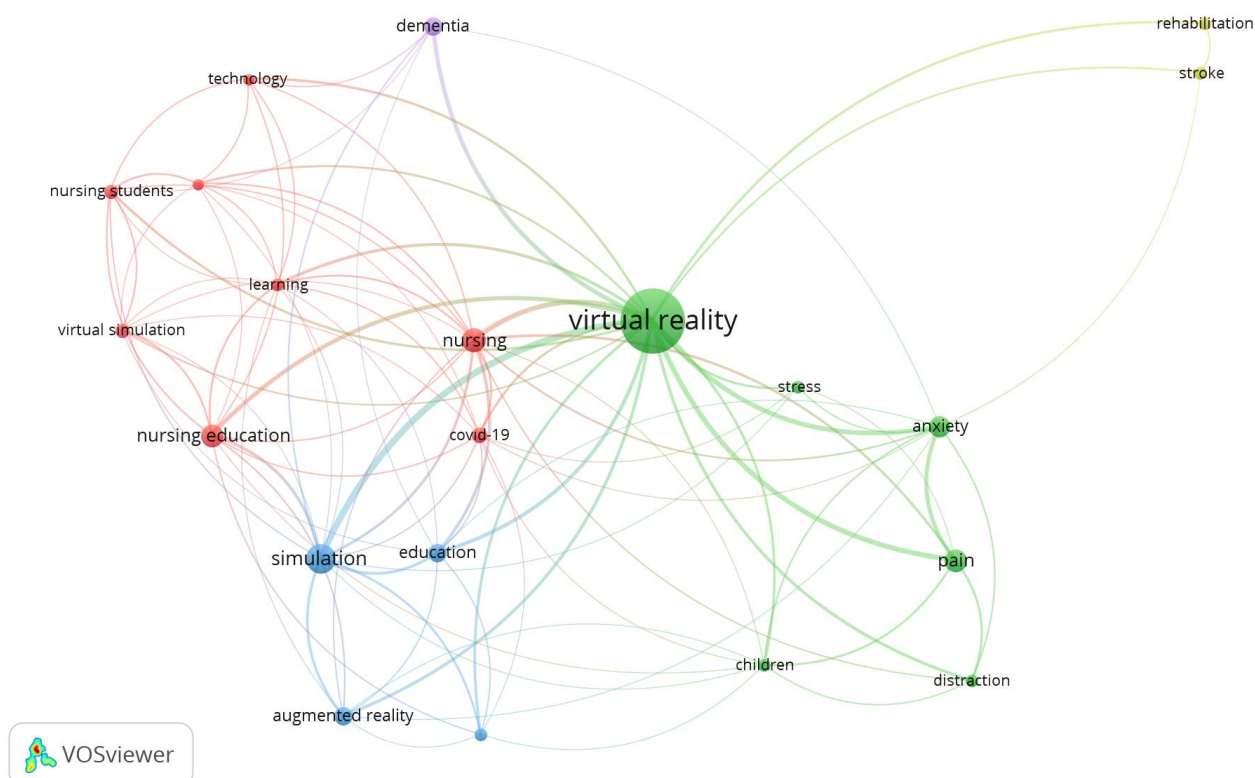 dementia
rehabilitation
stroke
technology
nursing students
learning
virtual simulation
nursing
virtual reality
stress
anxiety
nursing education
covid-19
simulation
education
pain
children
distraction
augmented reality
VOSviewer